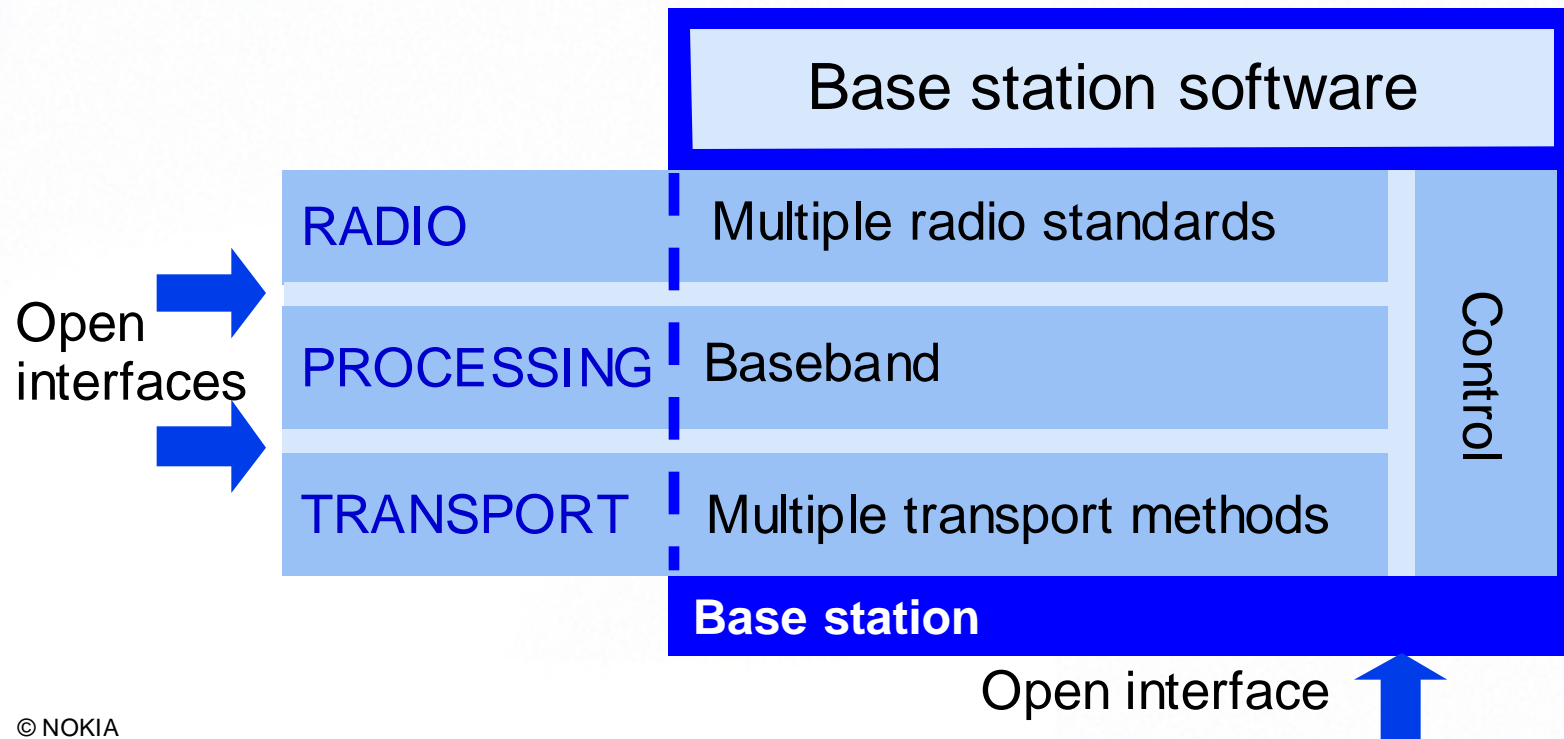 Base station software
RADIO
Multiple radio standards
Open
interfaces
PROCESSING
Baseband
Control
TRANSPORT
Multiple transport methods
Base station
Open interface
© NOKIA